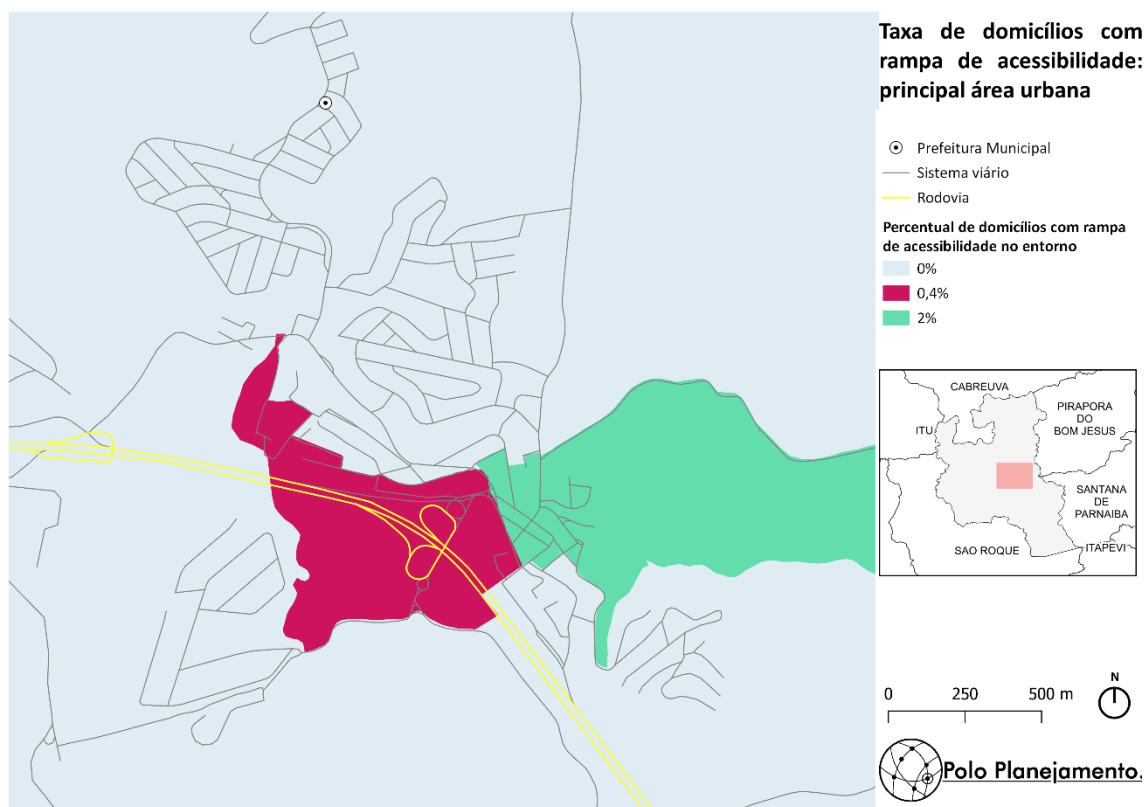 Taxa de domicílios com
rampa de acessibilidade:
principal área urbana
Prefeitura Municipal
Sistema viário
Rodovia
Percentual de domicílios com rampa
de acessibilidade no entorno
0%
0,4%
2%
CABREUVA
ITU
PIRAPORA
DO
BOM JESUS
SANTANA
DE
PARNAIBA
SAO ROQUE
ITAPEVI
0 250 500 m
N
Polo Planejamento.